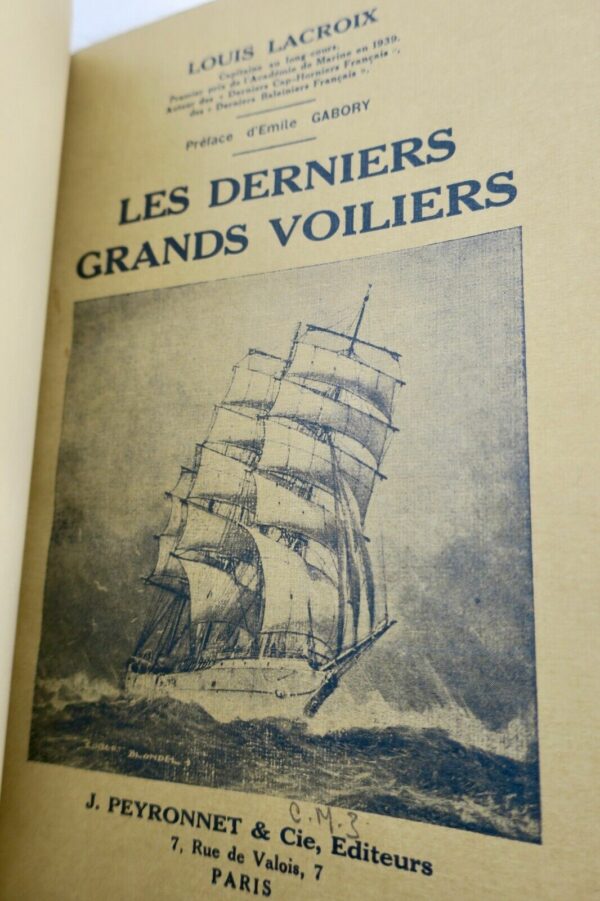 LOUIS LACROIX
Capitaine au long-cours,
Premier prix de l'Académie de Marine en 1939,
Auteur des "Derniers Cap-Horniers Français",
des "Derniers Baleiniers Français",
Préface d'Emile GABORY
LES DERNIERS
GRANDS VOILIERS
BLONDEL
C.M.3
J. PEYRONNET & Cie, Editeurs
7, Rue de Valois, 7
PARIS